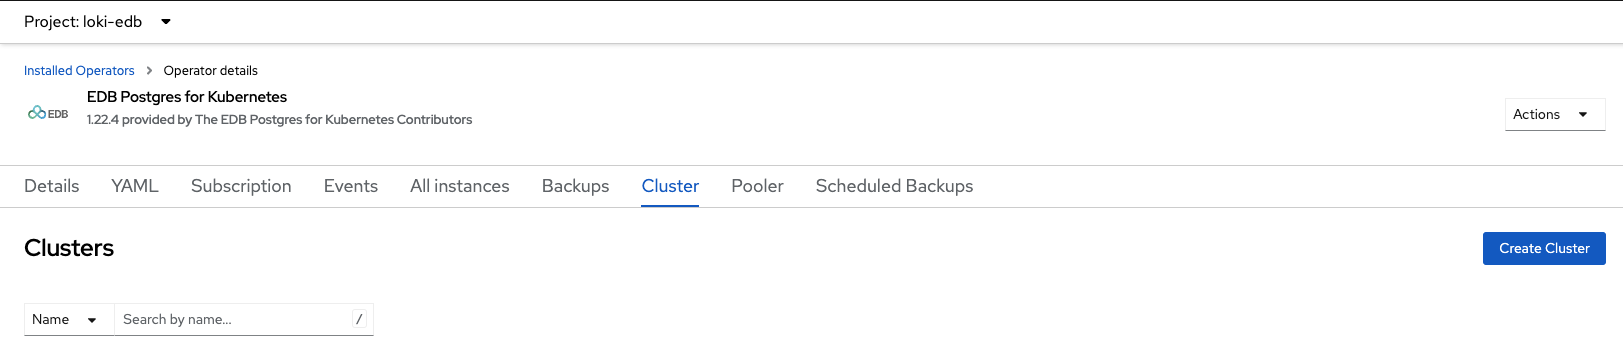 Project: loki-edb
Installed Operators > Operator details
EDB
EDB Postgres for Kubernetes
1.22.4 provided by The EDB Postgres for Kubernetes Contributors
Actions
Details YAML Subscription Events All instances Backups Cluster Pooler Scheduled Backups
Clusters
Create Cluster
Name Search by name... /